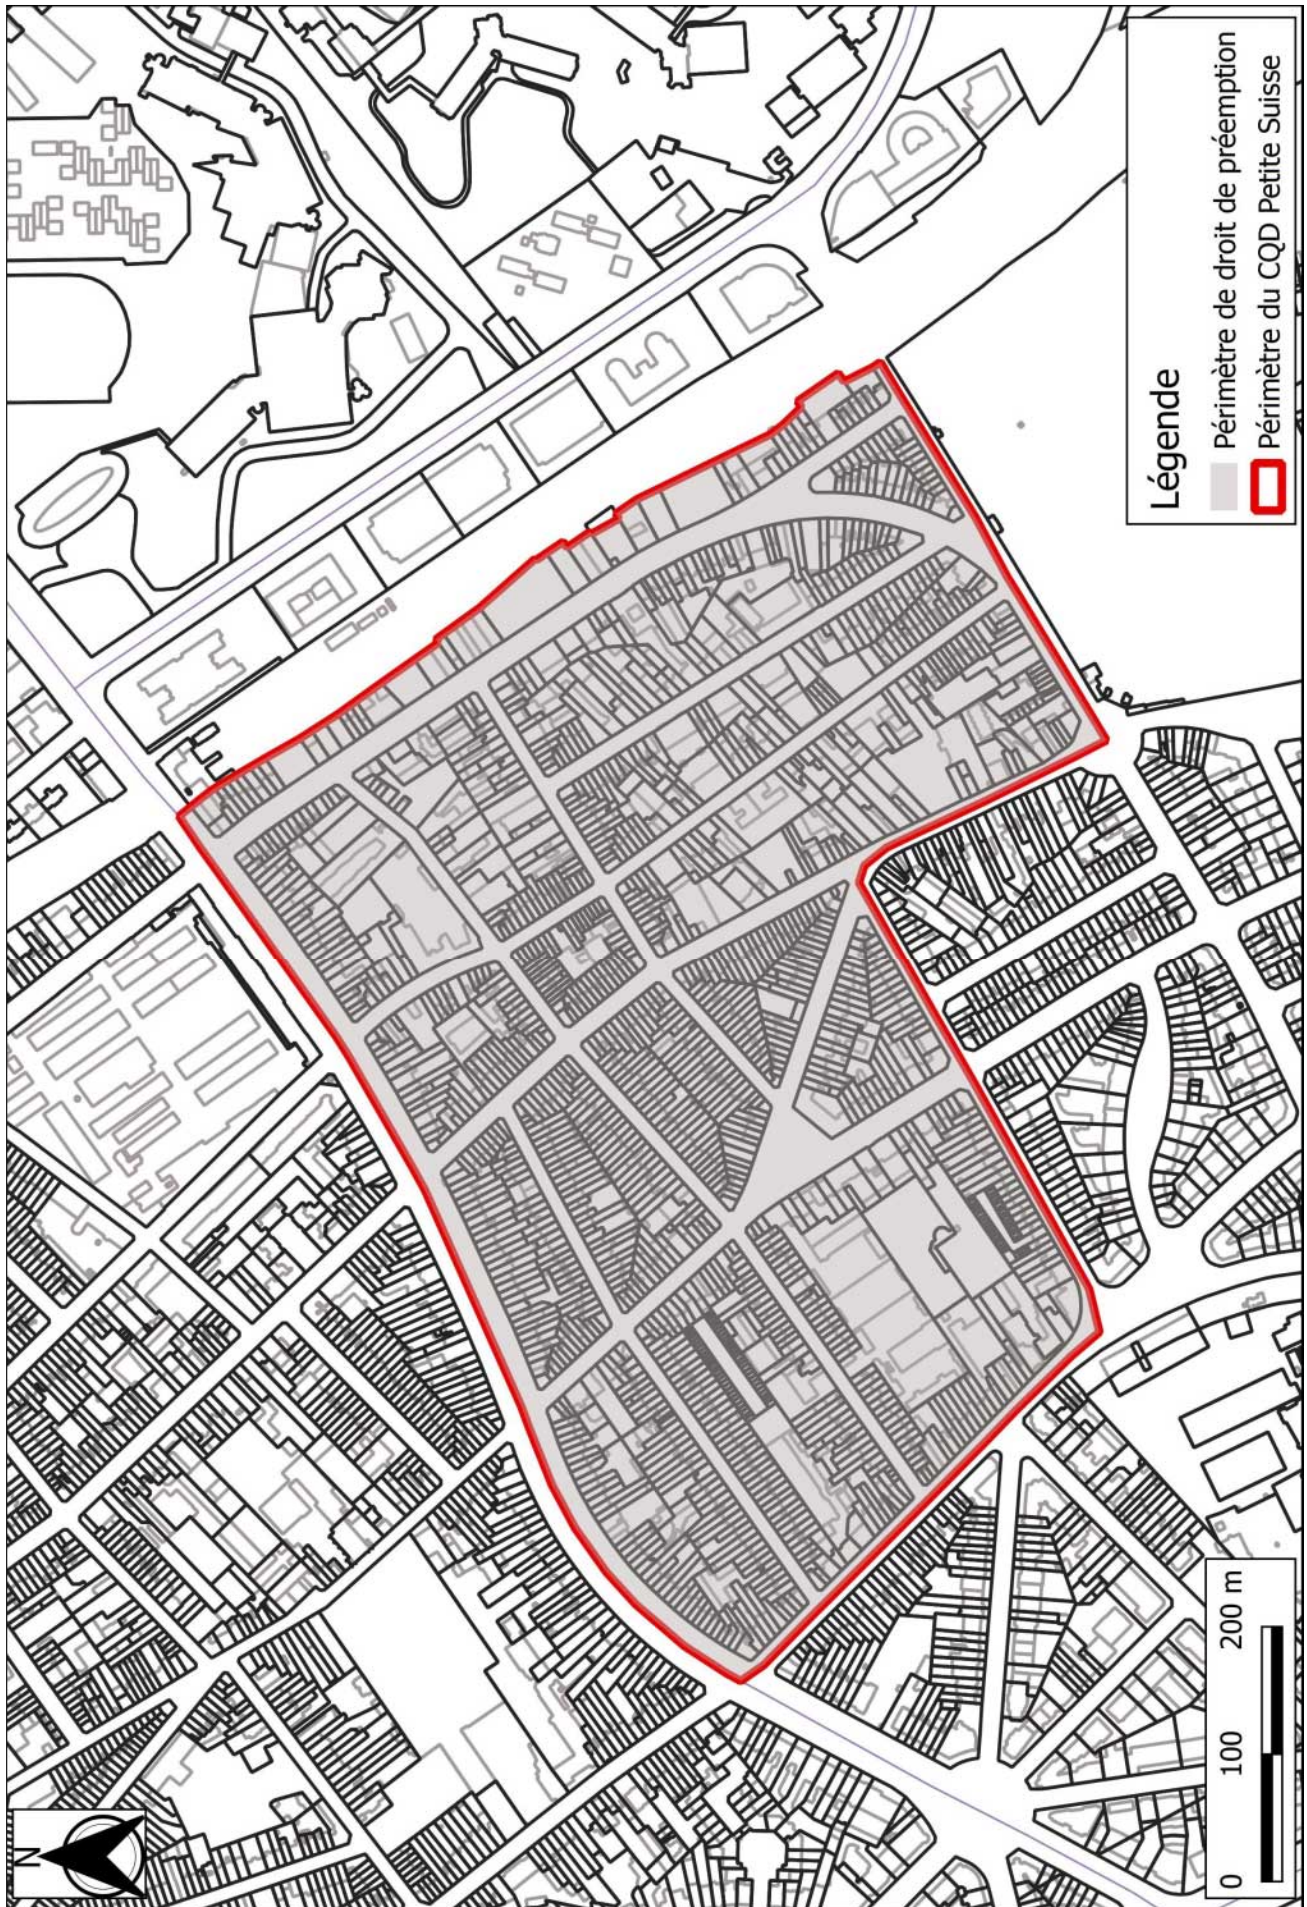 N
Légende
Périmètre de droit de préemption
Périmètre du CQD Petite Suisse
0 100 200 m